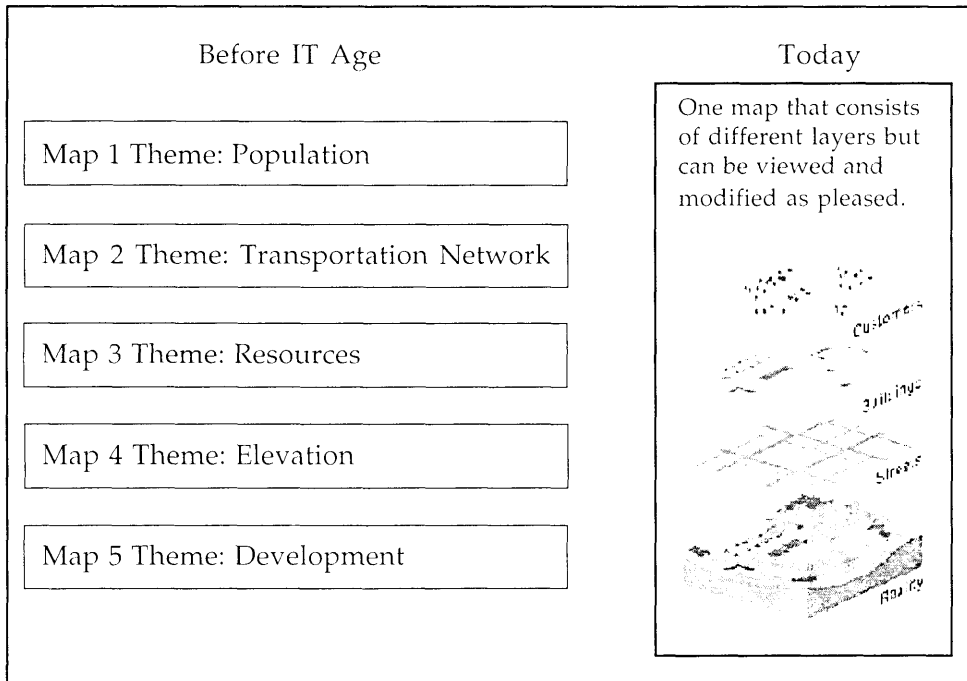 Before IT Age
Map 1 Theme: Population
Map 2 Theme: Transportation Network
Map 3 Theme: Resources
Map 4 Theme: Elevation
Map 5 Theme: Development
Today
One map that consists
of different layers but
can be viewed and
modified as pleased.
Customers
Buildings
Streets
Reality